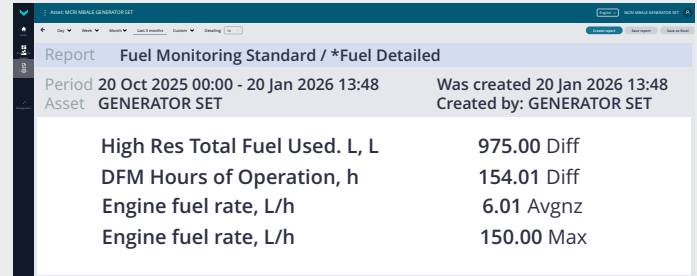 Asset: MCRI MBALE GENERATOR SET
English
MCRI MBALE GENERATOR SET
Day Week Month Last 3 months Custom Detailing
Create report Save report Save as Excel
Report Fuel Monitoring Standard / *Fuel Detailed
Period 20 Oct 2025 00:00 - 20 Jan 2026 13:48 Was created 20 Jan 2026 13:48
Asset GENERATOR SET Created by: GENERATOR SET
High Res Total Fuel Used. L, L 975.00 Diff
DFM Hours of Operation, h 154.01 Diff
Engine fuel rate, L/h 6.01 Avgnz
Engine fuel rate, L/h 150.00 Max